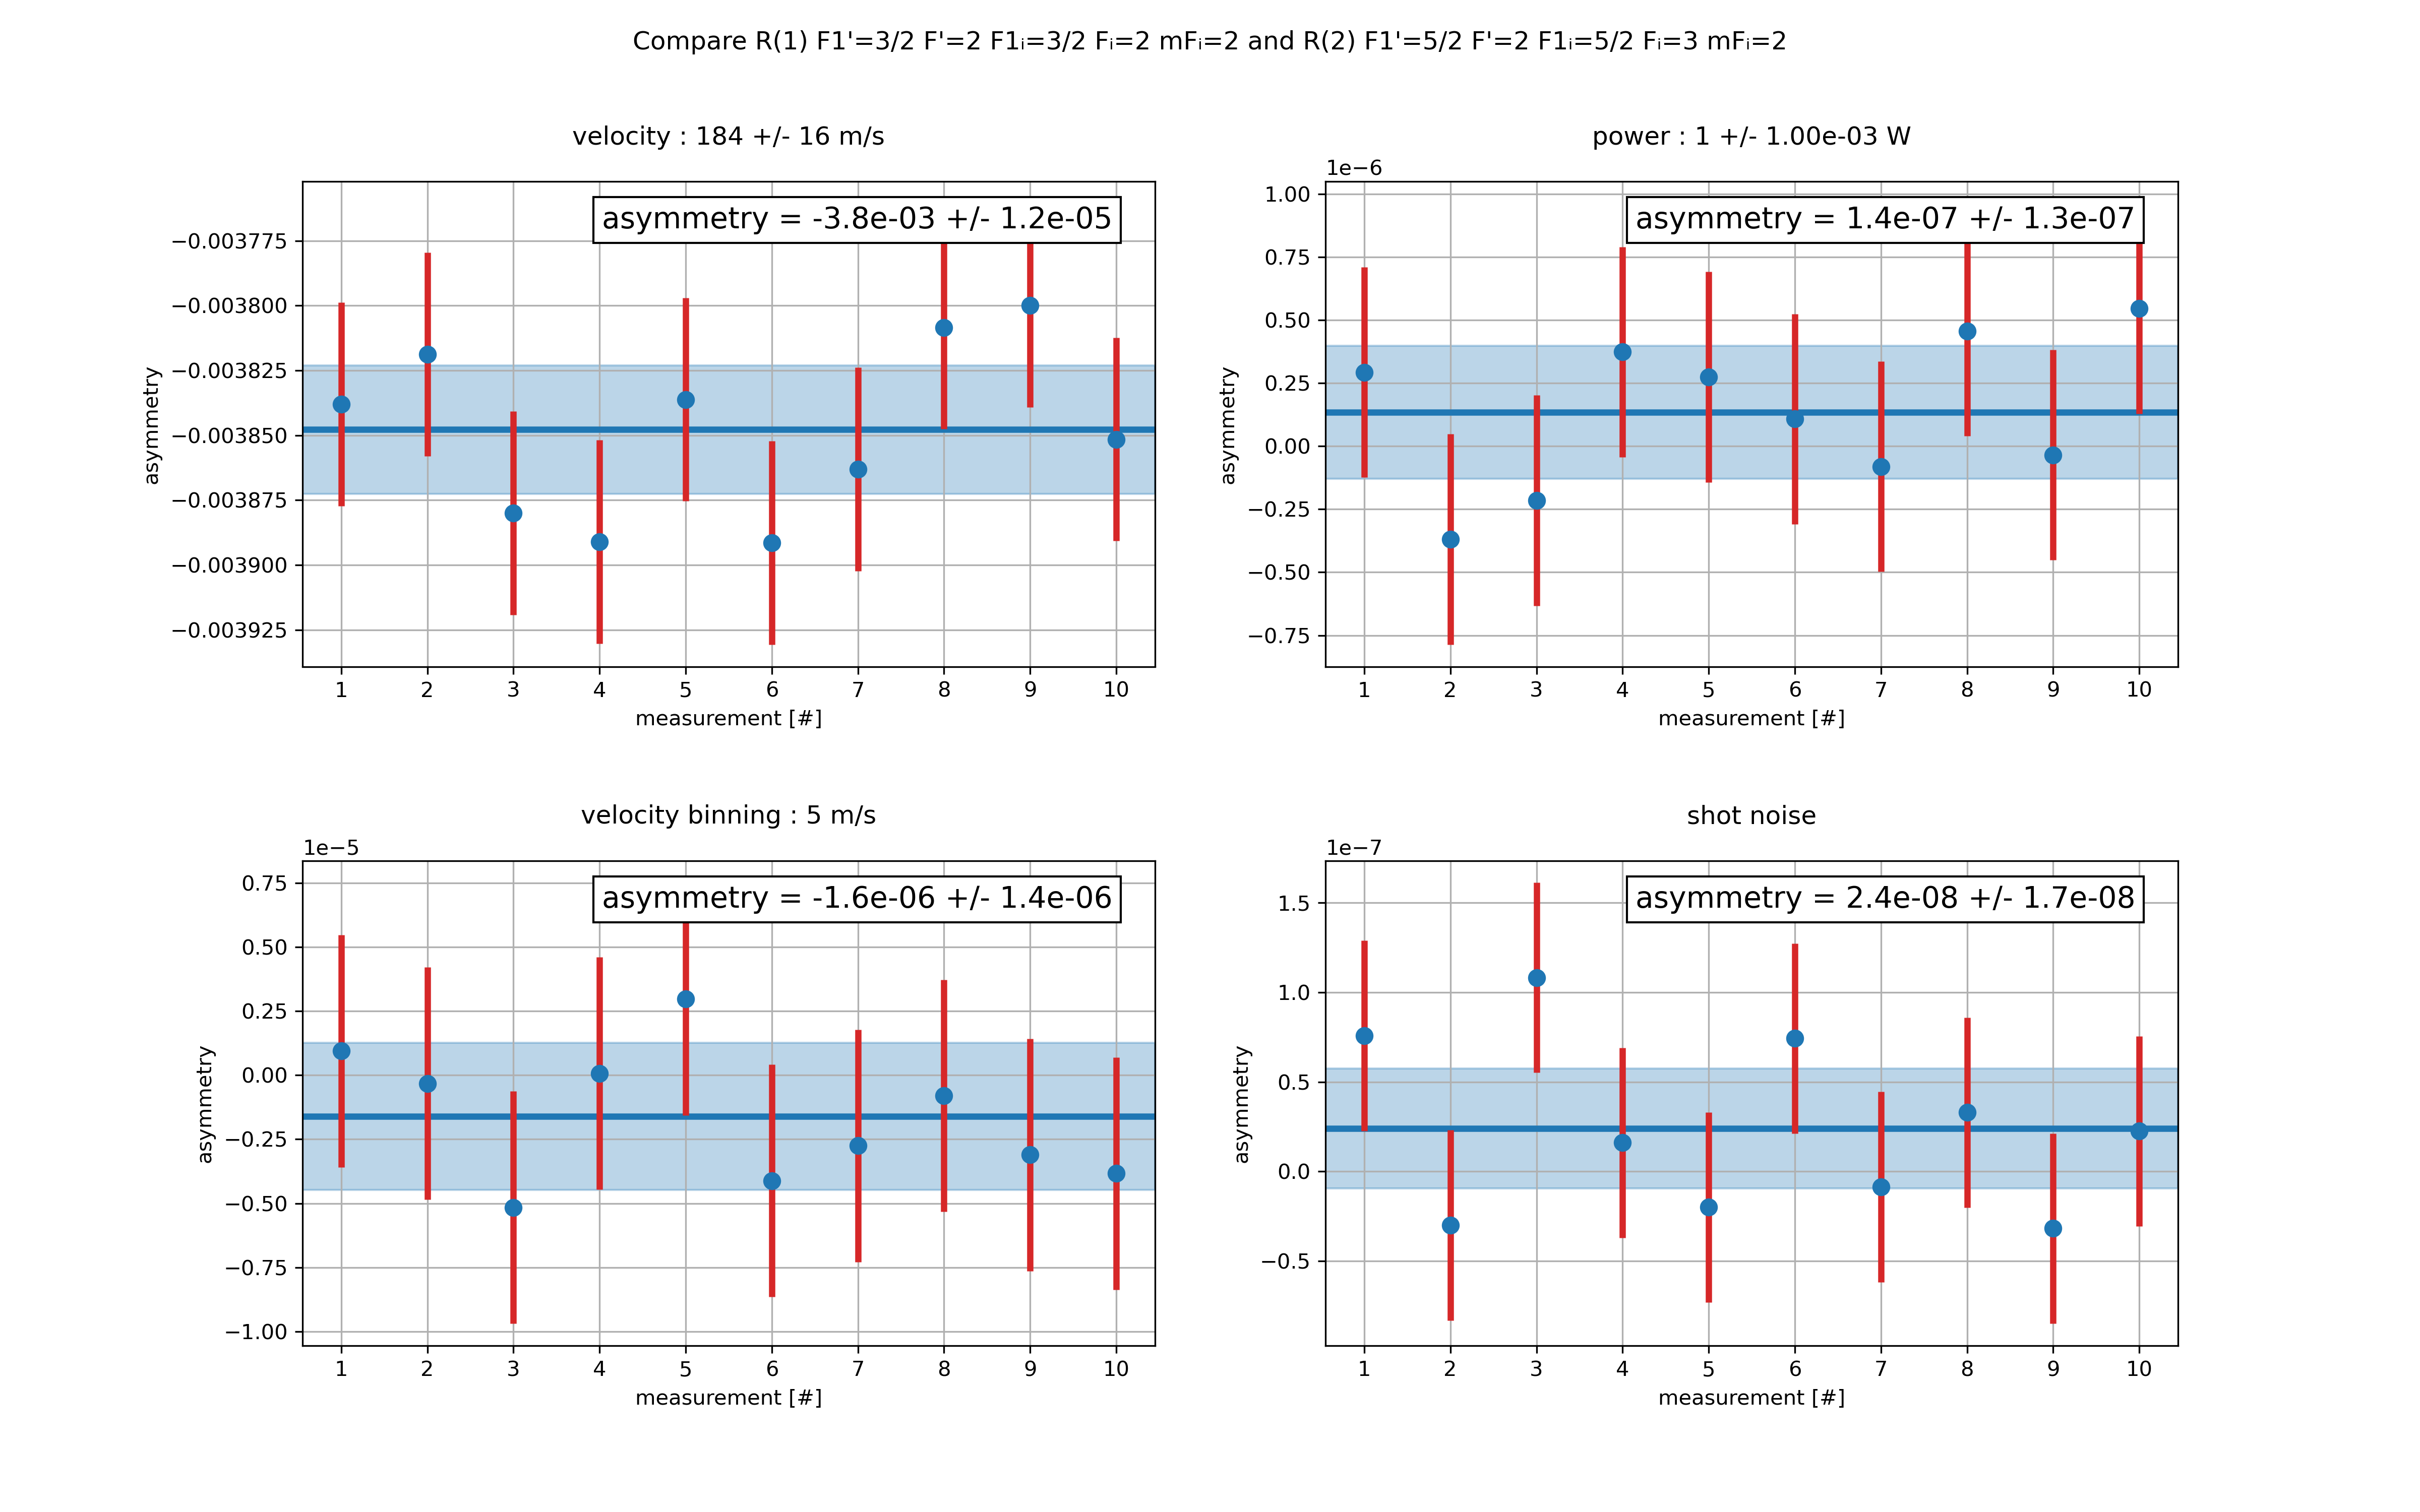 Compare R(1) F1'=3/2 F'=2 F1ᵢ=3/2 Fᵢ=2 mFᵢ=2 and R(2) F1'=5/2 F'=2 F1ᵢ=5/2 Fᵢ=3 mFᵢ=2
velocity : 184 +/- 16 m/s
asymmetry = -3.8e-03 +/- 1.2e-05
−0.003775
−0.003800
−0.003825
−0.003850
−0.003875
−0.003900
−0.003925
asymmetry
1 2 3 4 5 6 7 8 9 10
measurement [#]
power : 1 +/- 1.00e-03 W
1e−6
asymmetry = 1.4e-07 +/- 1.3e-07
1.00
0.75
0.50
0.25
0.00
−0.25
−0.50
−0.75
asymmetry
1 2 3 4 5 6 7 8 9 10
measurement [#]
velocity binning : 5 m/s
1e−5
asymmetry = -1.6e-06 +/- 1.4e-06
0.75
0.50
0.25
0.00
−0.25
−0.50
−0.75
−1.00
asymmetry
1 2 3 4 5 6 7 8 9 10
measurement [#]
shot noise
1e−7
asymmetry = 2.4e-08 +/- 1.7e-08
1.5
1.0
0.5
0.0
−0.5
asymmetry
1 2 3 4 5 6 7 8 9 10
measurement [#]